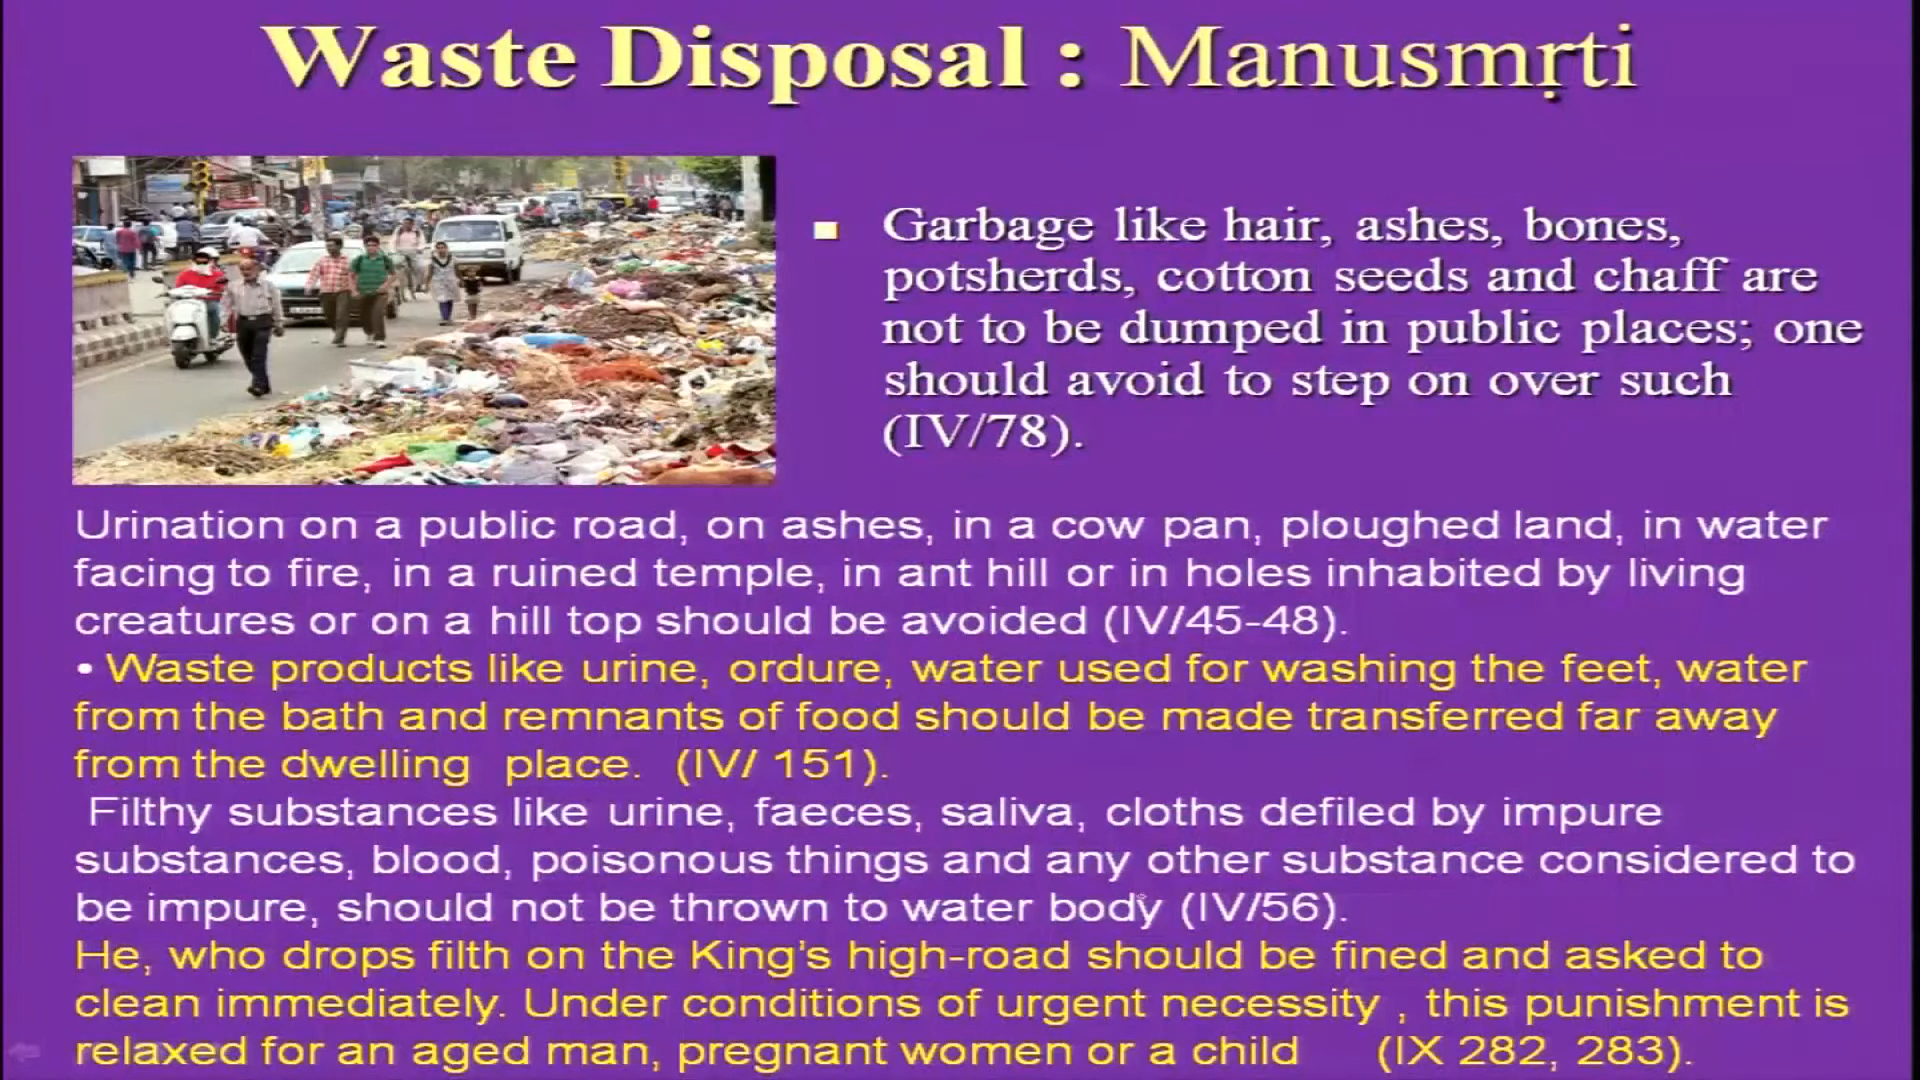 Waste Disposal : Manusmṛti
Garbage like hair, ashes, bones,
potsherds, cotton seeds and chaff are
not to be dumped in public places; one
should avoid to step on over such
(IV/78).
Urination on a public road, on ashes, in a cow pan, ploughed land, in water
facing to fire, in a ruined temple, in ant hill or in holes inhabited by living
creatures or on a hill top should be avoided (IV/45-48).
• Waste products like urine, ordure, water used for washing the feet, water
from the bath and remnants of food should be made transferred far away
from the dwelling place. (IV/ 151).
Filthy substances like urine, faeces, saliva, cloths defiled by impure
substances, blood, poisonous things and any other substance considered to
be impure, should not be thrown to water body (IV/56).
He, who drops filth on the King's high-road should be fined and asked to
clean immediately. Under conditions of urgent necessity , this punishment is
relaxed for an aged man, pregnant women or a child (IX 282, 283).